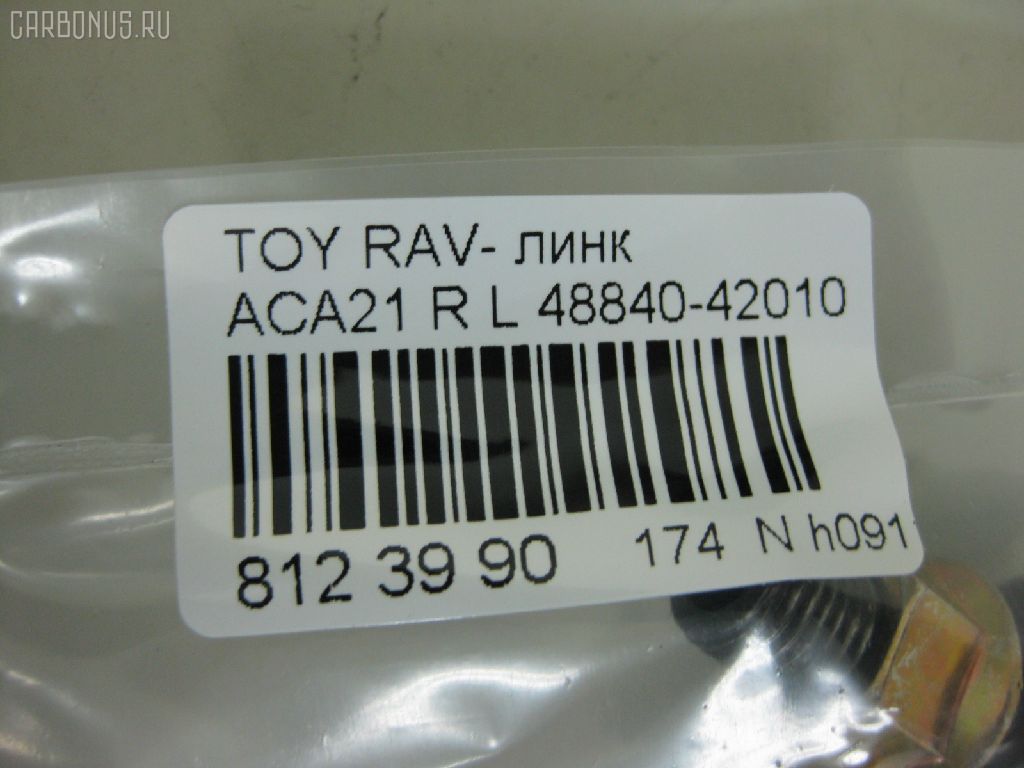 CARBONUS.RU
TOY RAV- линк
ACA21 R L 48840-42010
812 39 90 174 N h091